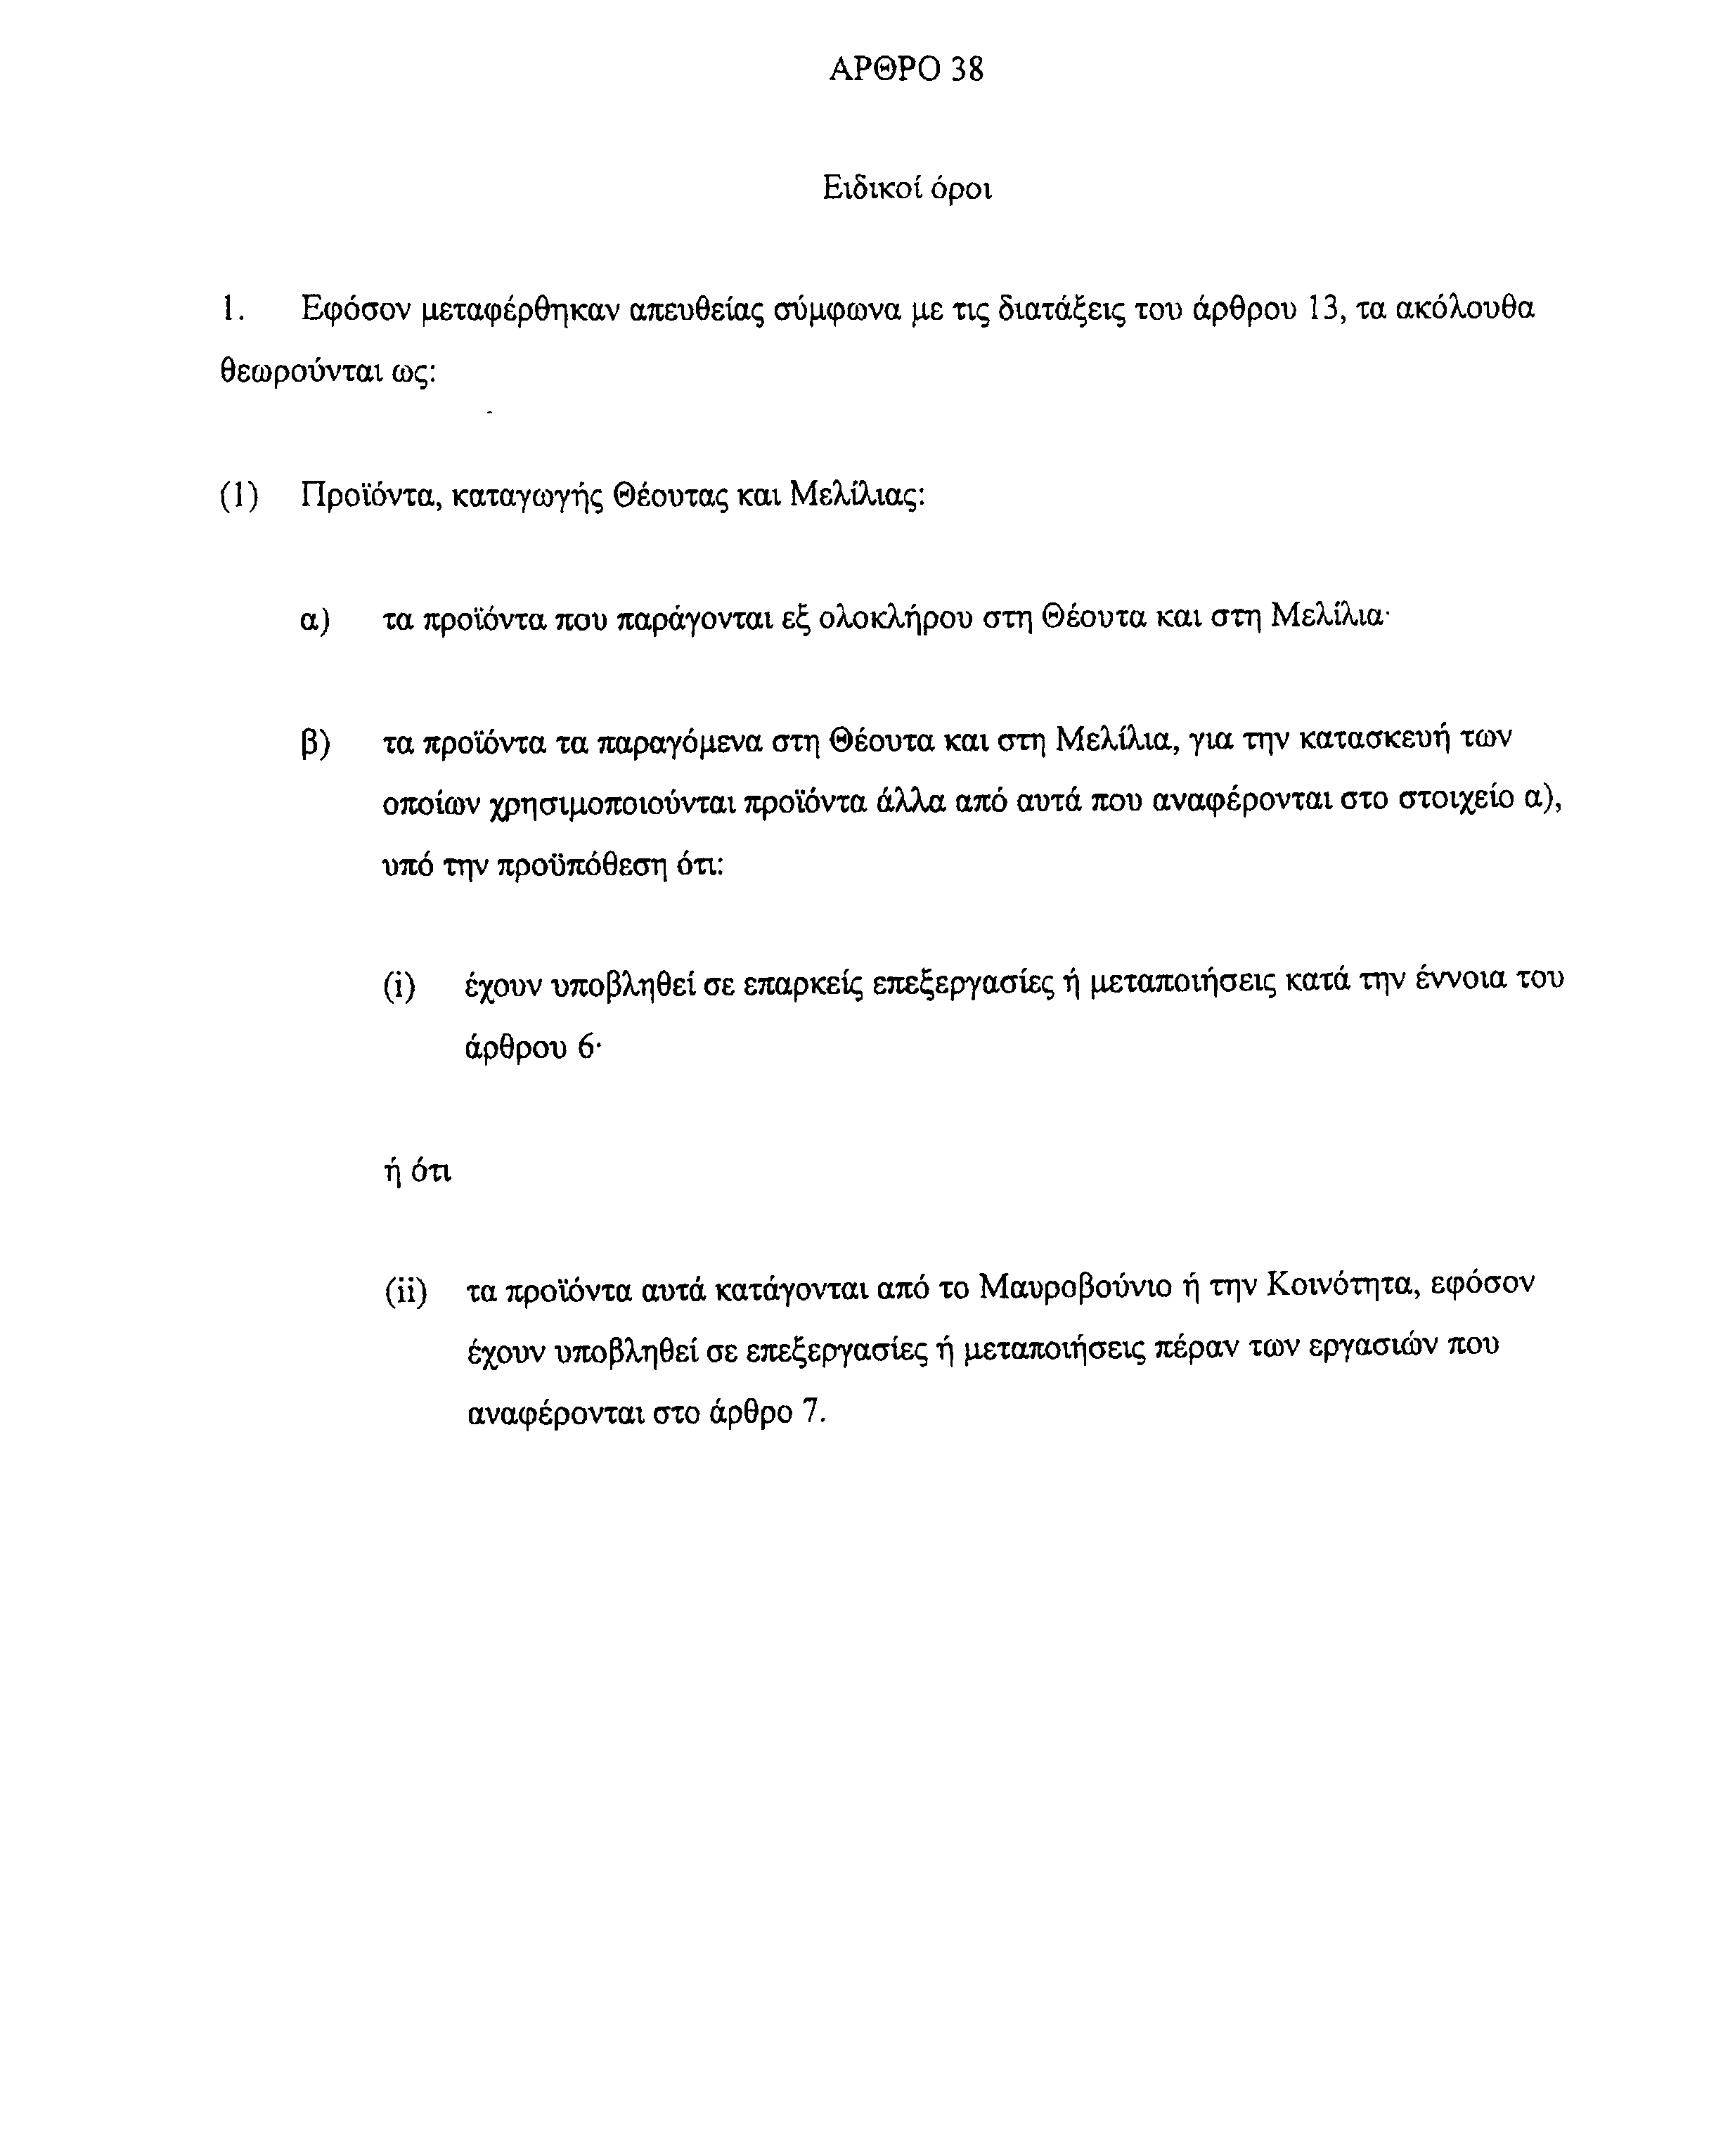 ΑΡΘΡΟ 38
Ειδικοί όροι
1. Εφόσον μεταφέρθηκαν απευθείας σύμφωνα με τις διατάξεις του άρθρου 13, τα ακόλουθα
θεωρούνται ως:
(1) Προϊόντα, καταγωγής Θέουτας και Μελίλιας:
α) τα προϊόντα που παράγονται εξ ολοκλήρου στη Θέουτα και στη Μελίλια·
β) τα προϊόντα τα παραγόμενα στη Θέουτα και στη Μελίλια, για την κατασκευή των
οποίων χρησιμοποιούνται προϊόντα άλλα από αυτά που αναφέρονται στο στοιχείο α),
υπό την προϋπόθεση ότι:
(i) έχουν υποβληθεί σε επαρκείς επεξεργασίες ή μεταποιήσεις κατά την έννοια του
άρθρου 6·
ή ότι
(ii) τα προϊόντα αυτά κατάγονται από το Μαυροβούνιο ή την Κοινότητα, εφόσον
έχουν υποβληθεί σε επεξεργασίες ή μεταποιήσεις πέραν των εργασιών που
αναφέρονται στο άρθρο 7.